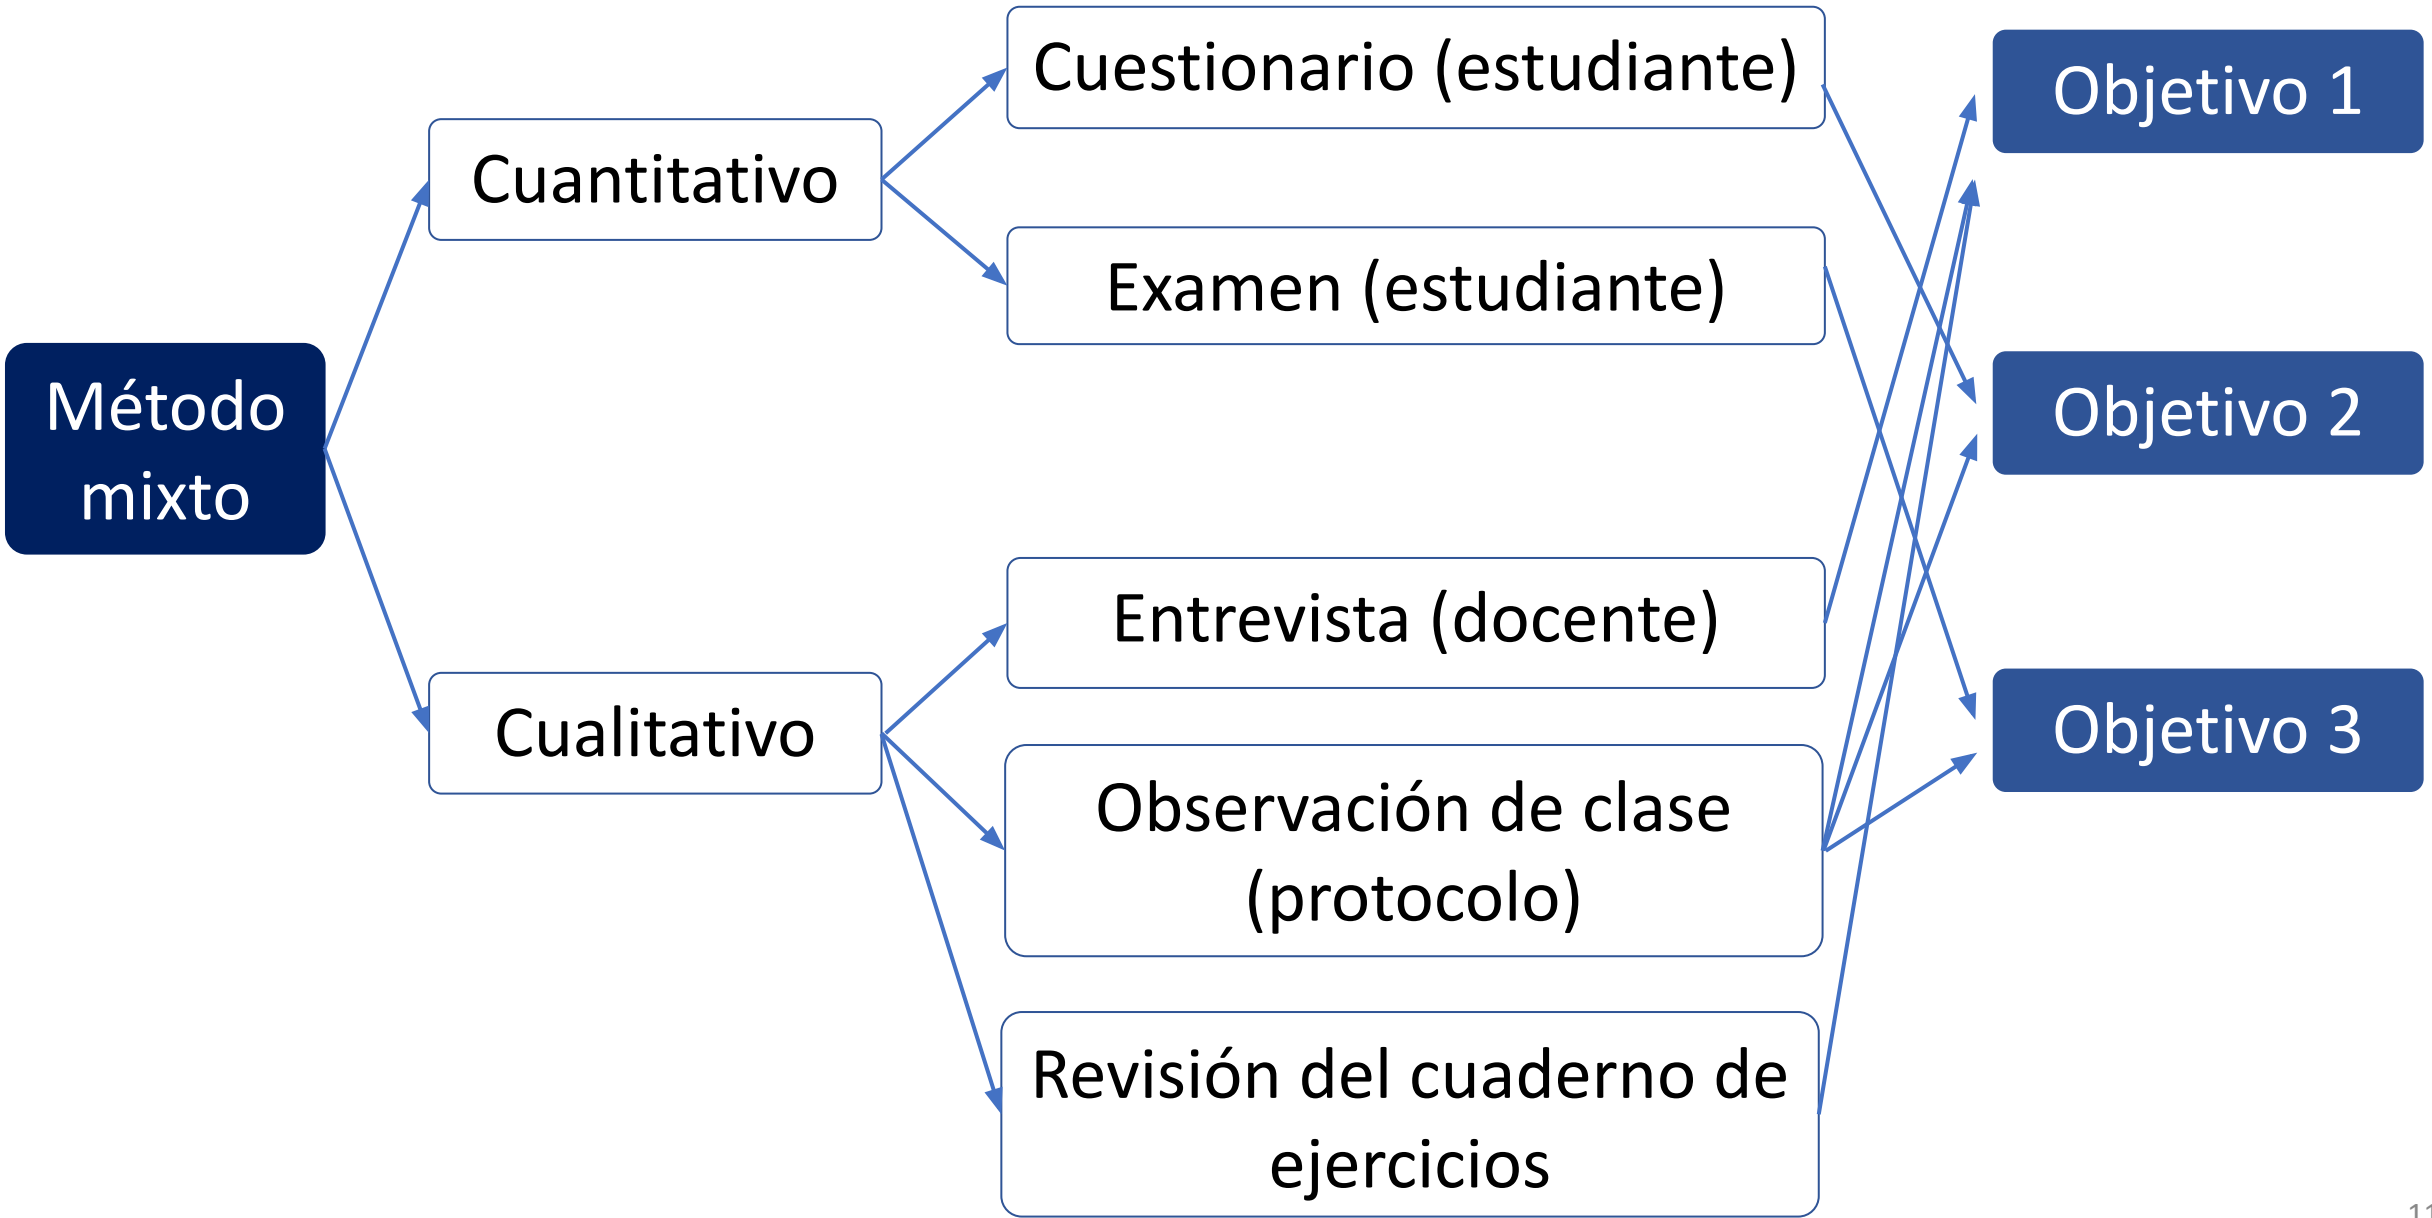 Método
mixto
Cuantitativo
Cualitativo
Cuestionario (estudiante)
Examen (estudiante)
Entrevista (docente)
Observación de clase
(protocolo)
Revisión del cuaderno de
ejercicios
Objetivo 1
Objetivo 2
Objetivo 3